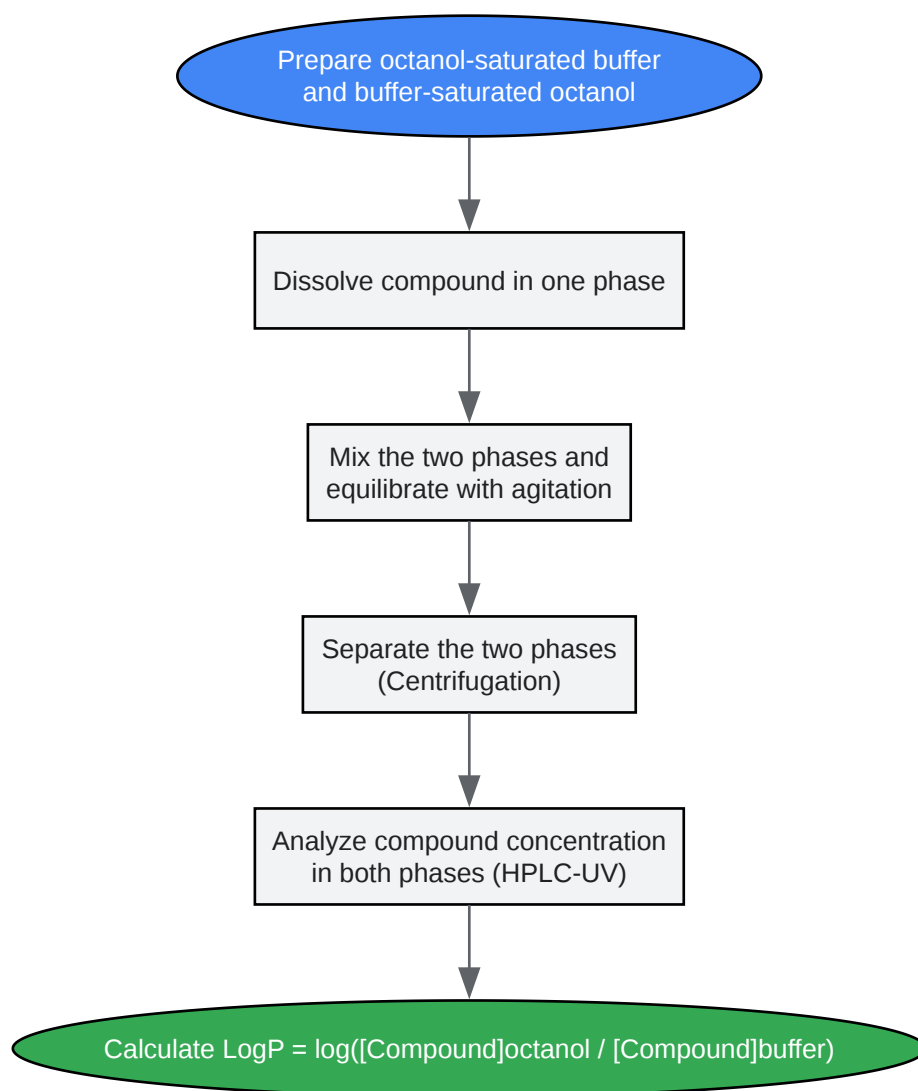 Prepare octanol-saturated buffer
and buffer-saturated octanol
Dissolve compound in one phase
Mix the two phases and
equilibrate with agitation
Separate the two phases
(Centrifugation)
Analyze compound concentration
in both phases (HPLC-UV)
Calculate LogP = log([Compound]octanol / [Compound]buffer)